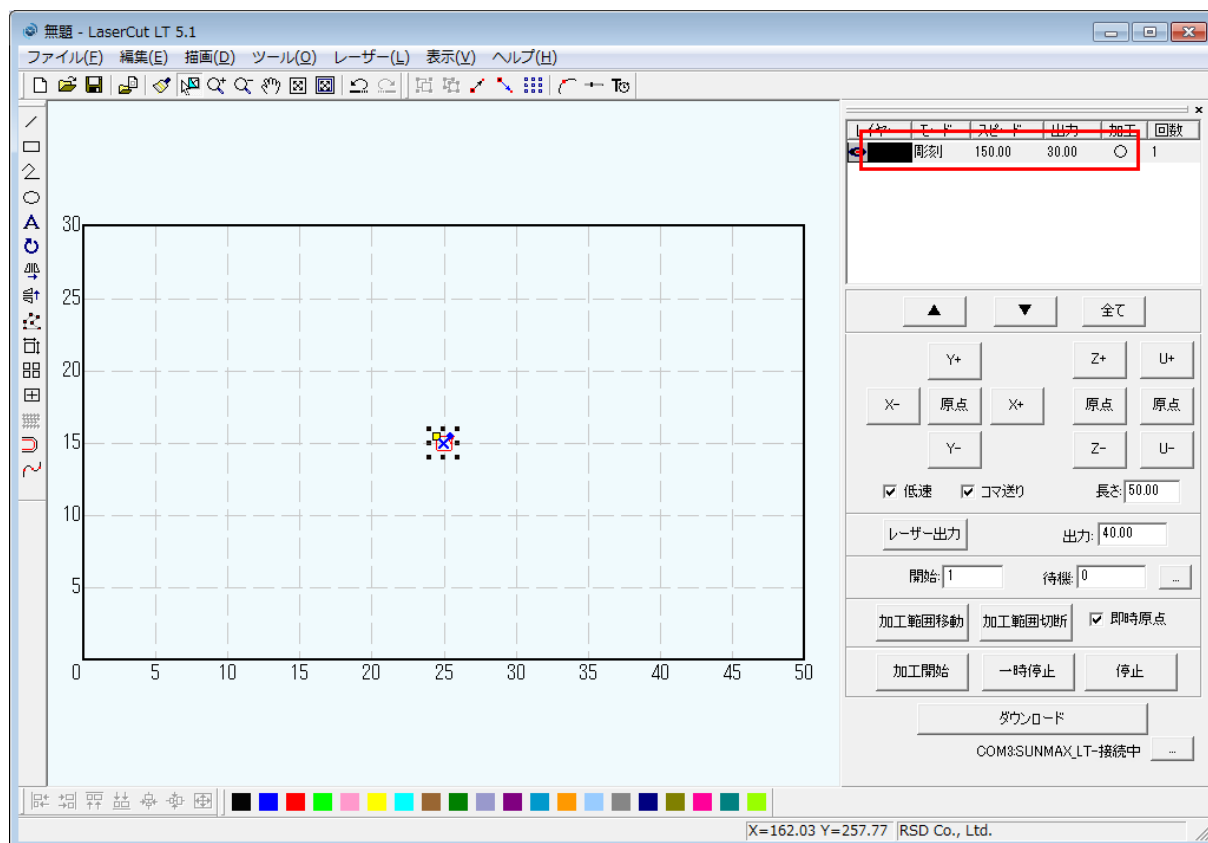 無題 - LaserCut LT 5.1
ファイル(F) 編集(E) 描画(D) ツール(O) レーザー(L) 表示(V) ヘルプ(H)
レイヤー モード スピード 出力 加工 回数
彫刻 150.00 30.00 ○ 1
30
25
20
15
10
5
0 5 10 15 20 25 30 35 40 45 50
▲ ▼ 全て
Y+ Z+ U+
X- 原点 X+ 原点 原点
Y- Z- U-
低速 コマ送り 長さ: 50.00
レーザー出力 出力: 40.00
開始: 1 待機: 0 ...
加工範囲移動 加工範囲切断 即時原点
加工開始 一時停止 停止
ダウンロード
COM3:SUNMAX_LT-接続中 ...
X=162.03 Y=257.77 RSD Co., Ltd.